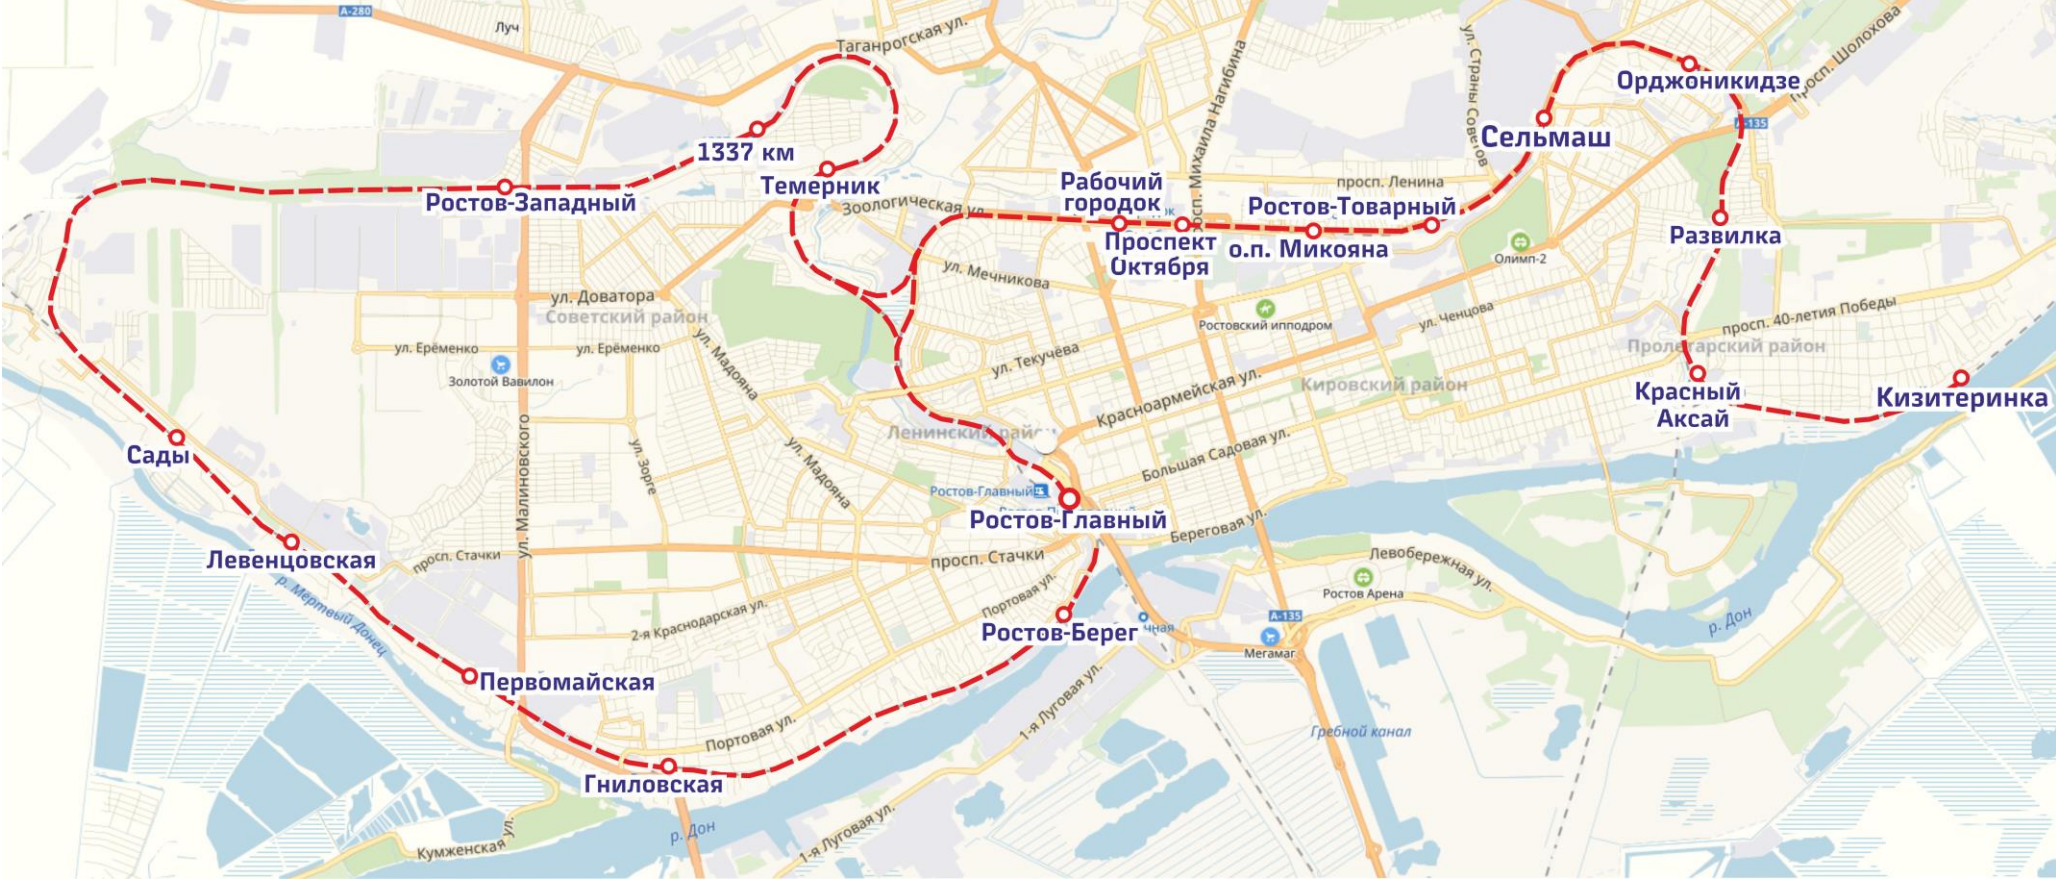 А-280
Луч
Таганрогская ул.
Орджоникидзе
просп. Шолохова
просп. Михаила Нагибина
ул. Страны Советов
А-135
Сельмаш
1337 км
Темерник
Рабочий
городок
просп. Ленина
Ростов-Западный
Зоологическая ул.
Ростов-Товарный
Проспект
Октября
о.п. Микояна
Развилка
Олимп-2
ул. Мечникова
ул. Доватора
Советский район
Ростовский ипподром
ул. Ченцова
просп. 40-летия Победы
Пролетарский район
ул. Ерёменко
ул. Ерёменко
ул. Мадояна
ул. Текучёва
Золотой Вавилон
Красноармейская ул.
Кировский район
Красный
Аксай
Кизитеринка
Ленинский район
Сады
ул. Малиновского
ул. Зорге
ул. Мадояна
Большая Садовая ул.
Ростов-Главный
Ростов-Главный
Береговая ул.
Левенцовская
просп. Стачки
просп. Стачки
Левобережная ул.
р. Мёртвый Донец
Портовая ул.
Ростов Арена
2-я Краснодарская ул.
А-135
р. Дон
Ростов-Берег
чная
Мегамаг
Первомайская
1-я Луговая ул.
Портовая ул.
Гребной канал
Гниловская
р. Дон
1-я Луговая ул.
Кумженская ул.